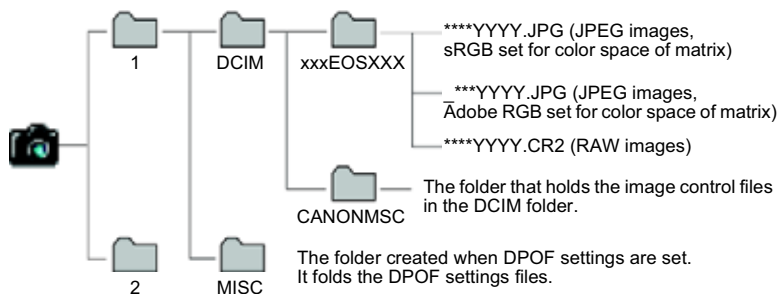 ****YYYY.JPG (JPEG images,
sRGB set for color space of matrix)
1
DCIM
xxxEOSXXX
_***YYYY.JPG (JPEG images,
Adobe RGB set for color space of matrix)
****YYYY.CR2 (RAW images)
The folder that holds the image control files
in the DCIM folder.
CANONMSC
The folder created when DPOF settings are set.
It folds the DPOF settings files.
2
MISC